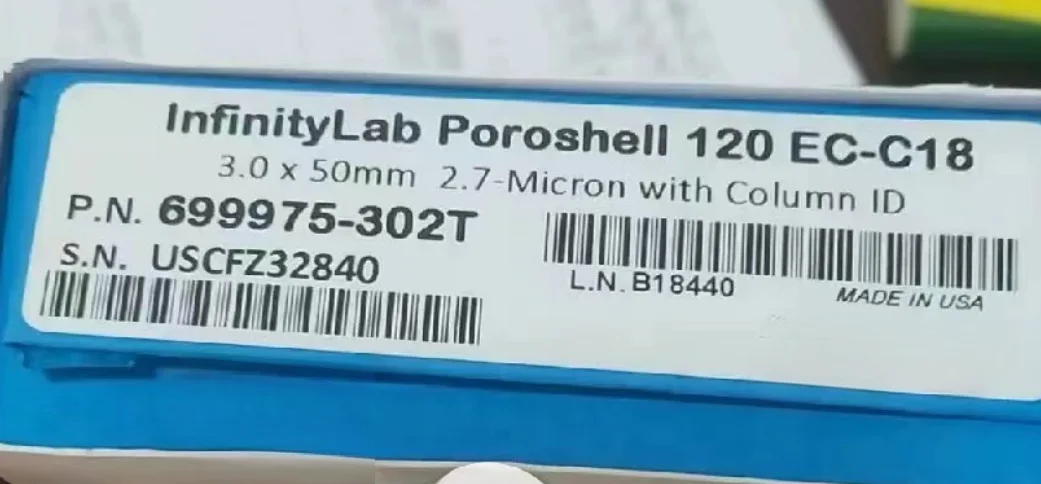 InfinityLab Poroshell 120 EC-C18
3.0 x 50mm 2.7-Micron with Column ID
P.N. 699975-302T
S.N. USCFZ32840
L.N. B18440
MADE IN USA